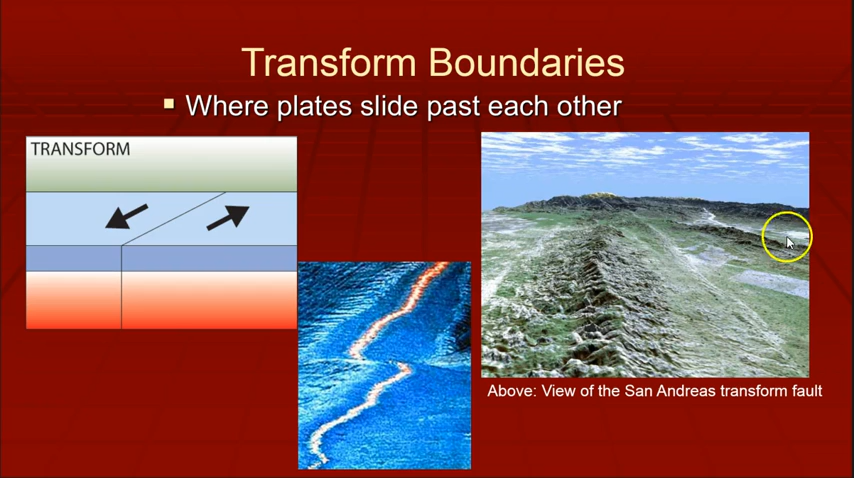 Transform Boundaries
Where plates slide past each other
TRANSFORM
Above: View of the San Andreas transform fault